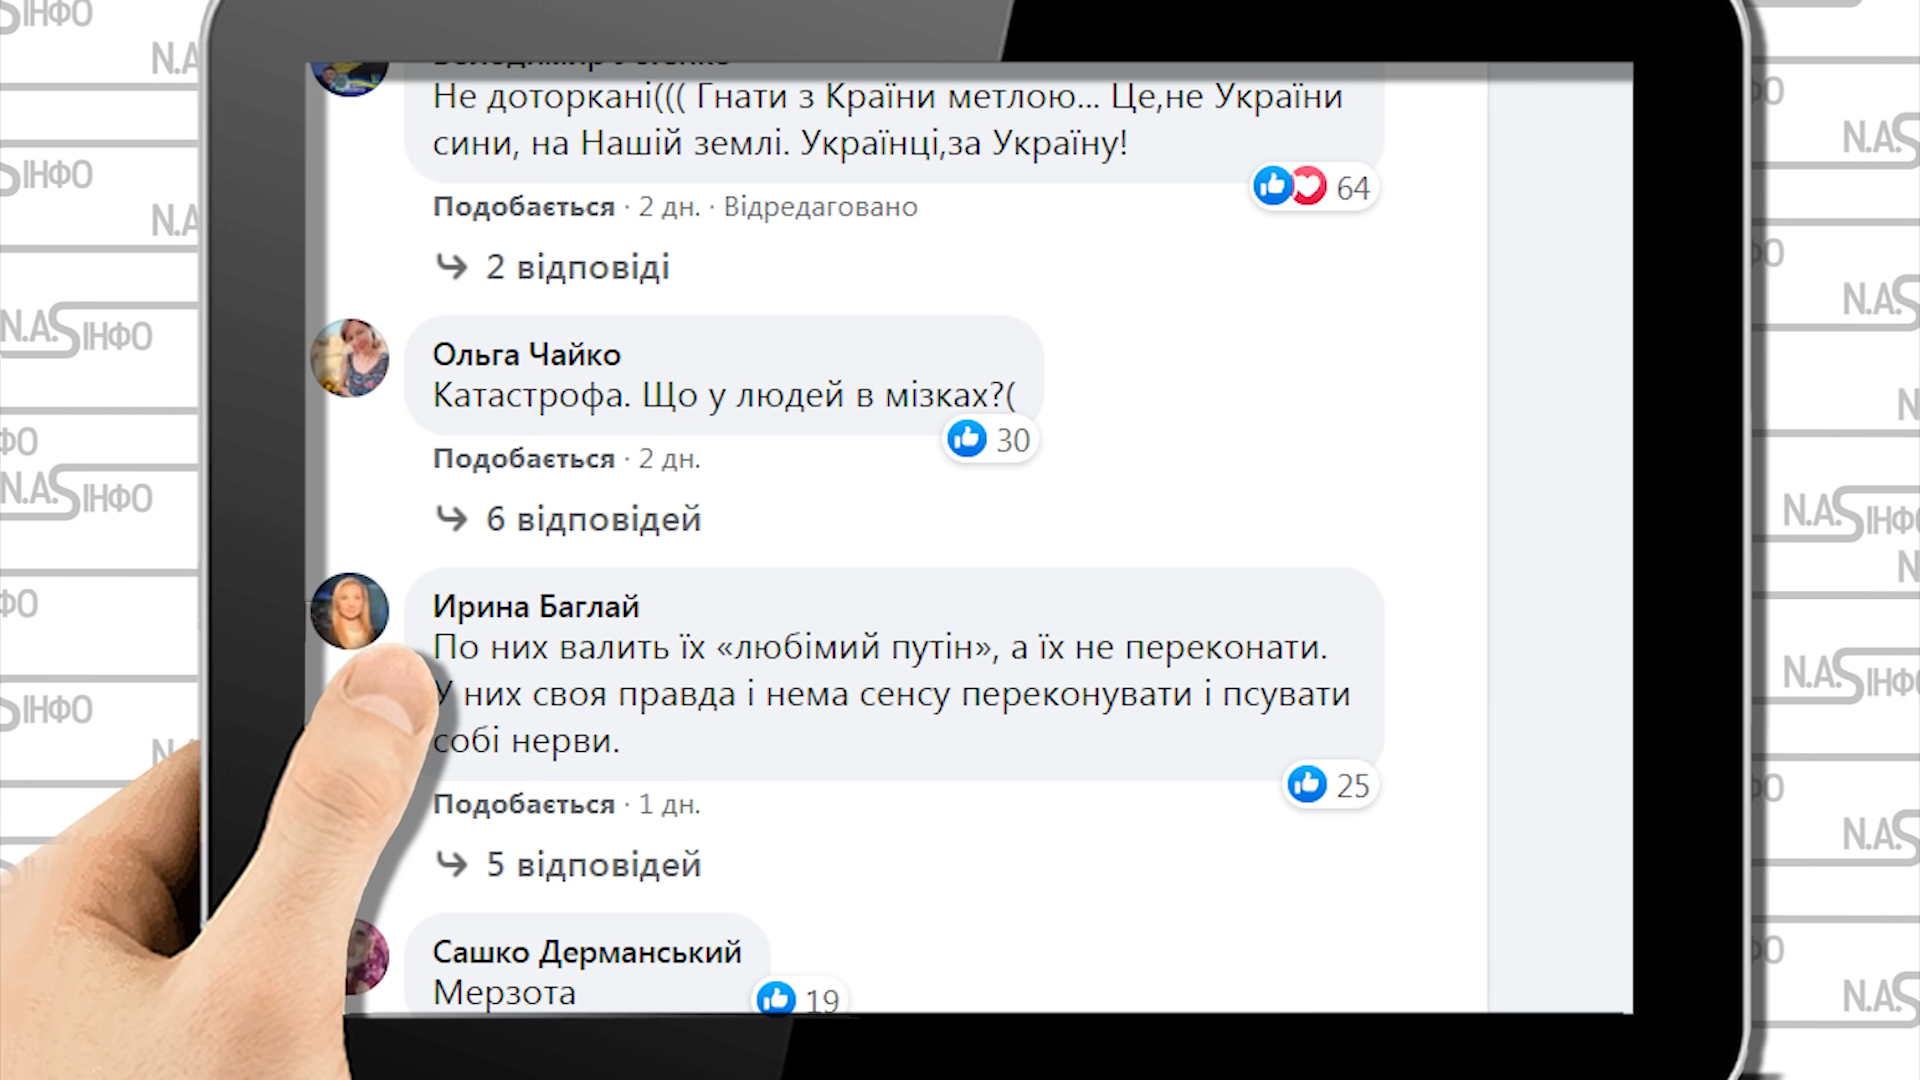 Не доторкані((( Гнати з Країни метлою... Це,не України
сини, на Нашій землі. Українці,за Україну!
64
Подобається · 2 дн. · Відредаговано
2 відповіді
Ольга Чайко
Катастрофа. Що у людей в мізках?(
30
Подобається · 2 дн.
6 відповідей
Ирина Баглай
По них валить їх «любімий путін», а їх не переконати.
У них своя правда і нема сенсу переконувати і псувати
собі нерви.
25
Подобається · 1 дн.
5 відповідей
Сашко Дерманський
Мерзота
19
N.A.SІНФО
N.A.SІНФО